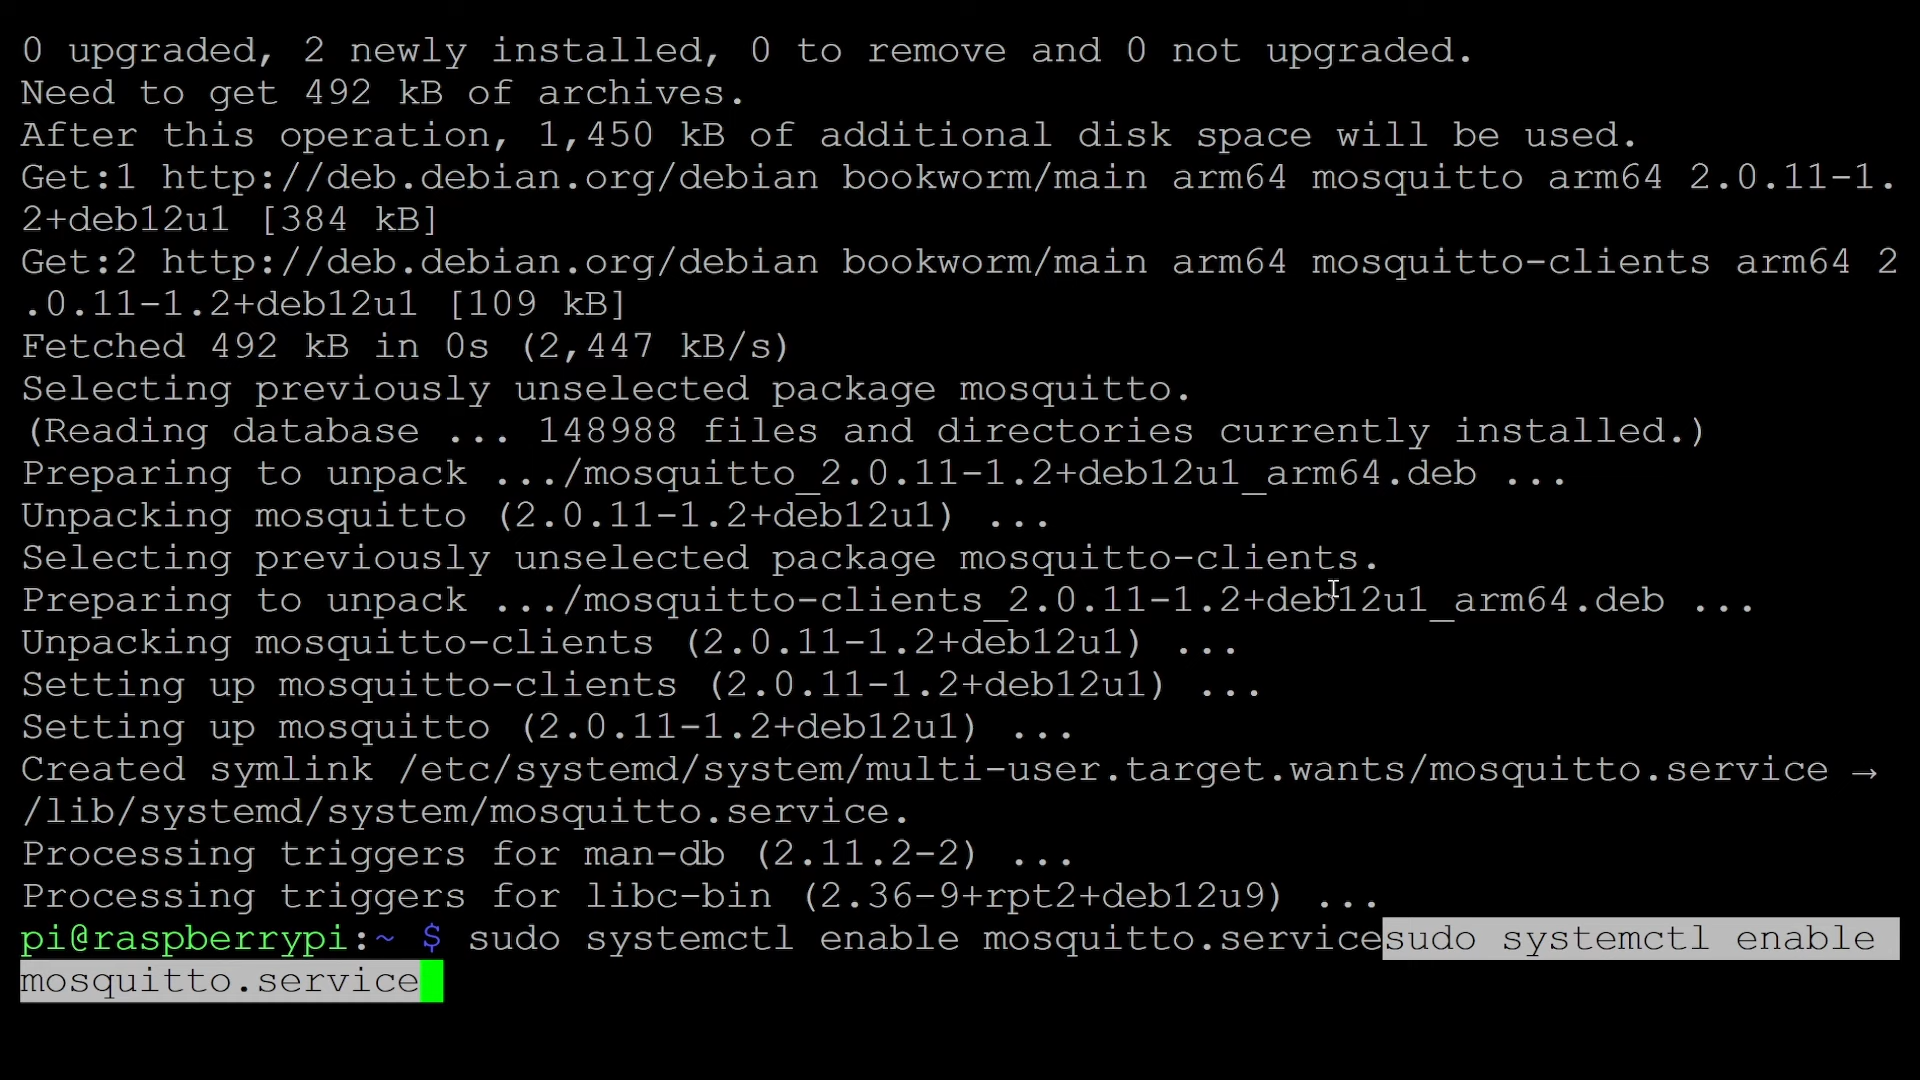 0 upgraded, 2 newly installed, 0 to remove and 0 not upgraded.
Need to get 492 kB of archives.
After this operation, 1,450 kB of additional disk space will be used.
Get:1 http://deb.debian.org/debian bookworm/main arm64 mosquitto arm64 2.0.11-1.
2+deb12u1 [384 kB]
Get:2 http://deb.debian.org/debian bookworm/main arm64 mosquitto-clients arm64 2
.0.11-1.2+deb12u1 [109 kB]
Fetched 492 kB in 0s (2,447 kB/s)
Selecting previously unselected package mosquitto.
(Reading database ... 148988 files and directories currently installed.)
Preparing to unpack .../mosquitto_2.0.11-1.2+deb12u1_arm64.deb ...
Unpacking mosquitto (2.0.11-1.2+deb12u1) ...
Selecting previously unselected package mosquitto-clients.
Preparing to unpack .../mosquitto-clients_2.0.11-1.2+deb12u1_arm64.deb ...
Unpacking mosquitto-clients (2.0.11-1.2+deb12u1) ...
Setting up mosquitto-clients (2.0.11-1.2+deb12u1) ...
Setting up mosquitto (2.0.11-1.2+deb12u1) ...
Created symlink /etc/systemd/system/multi-user.target.wants/mosquitto.service →
/lib/systemd/system/mosquitto.service.
Processing triggers for man-db (2.11.2-2) ...
Processing triggers for libc-bin (2.36-9+rpt2+deb12u9) ...
pi@raspberrypi:~ $ sudo systemctl enable mosquitto.servicesudo systemctl enable
mosquitto.service